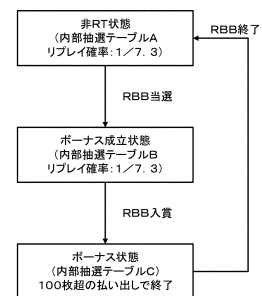 非RT状態
(内部抽選テーブルA
リプレイ確率:1/7.3)
RBB終了
RBB当選
ボーナス成立状態
(内部抽選テーブルB
リプレイ確率:1/7.3)
RBB入賞
ボーナス状態
(内部抽選テーブルC)
100枚超の払い出しで終了